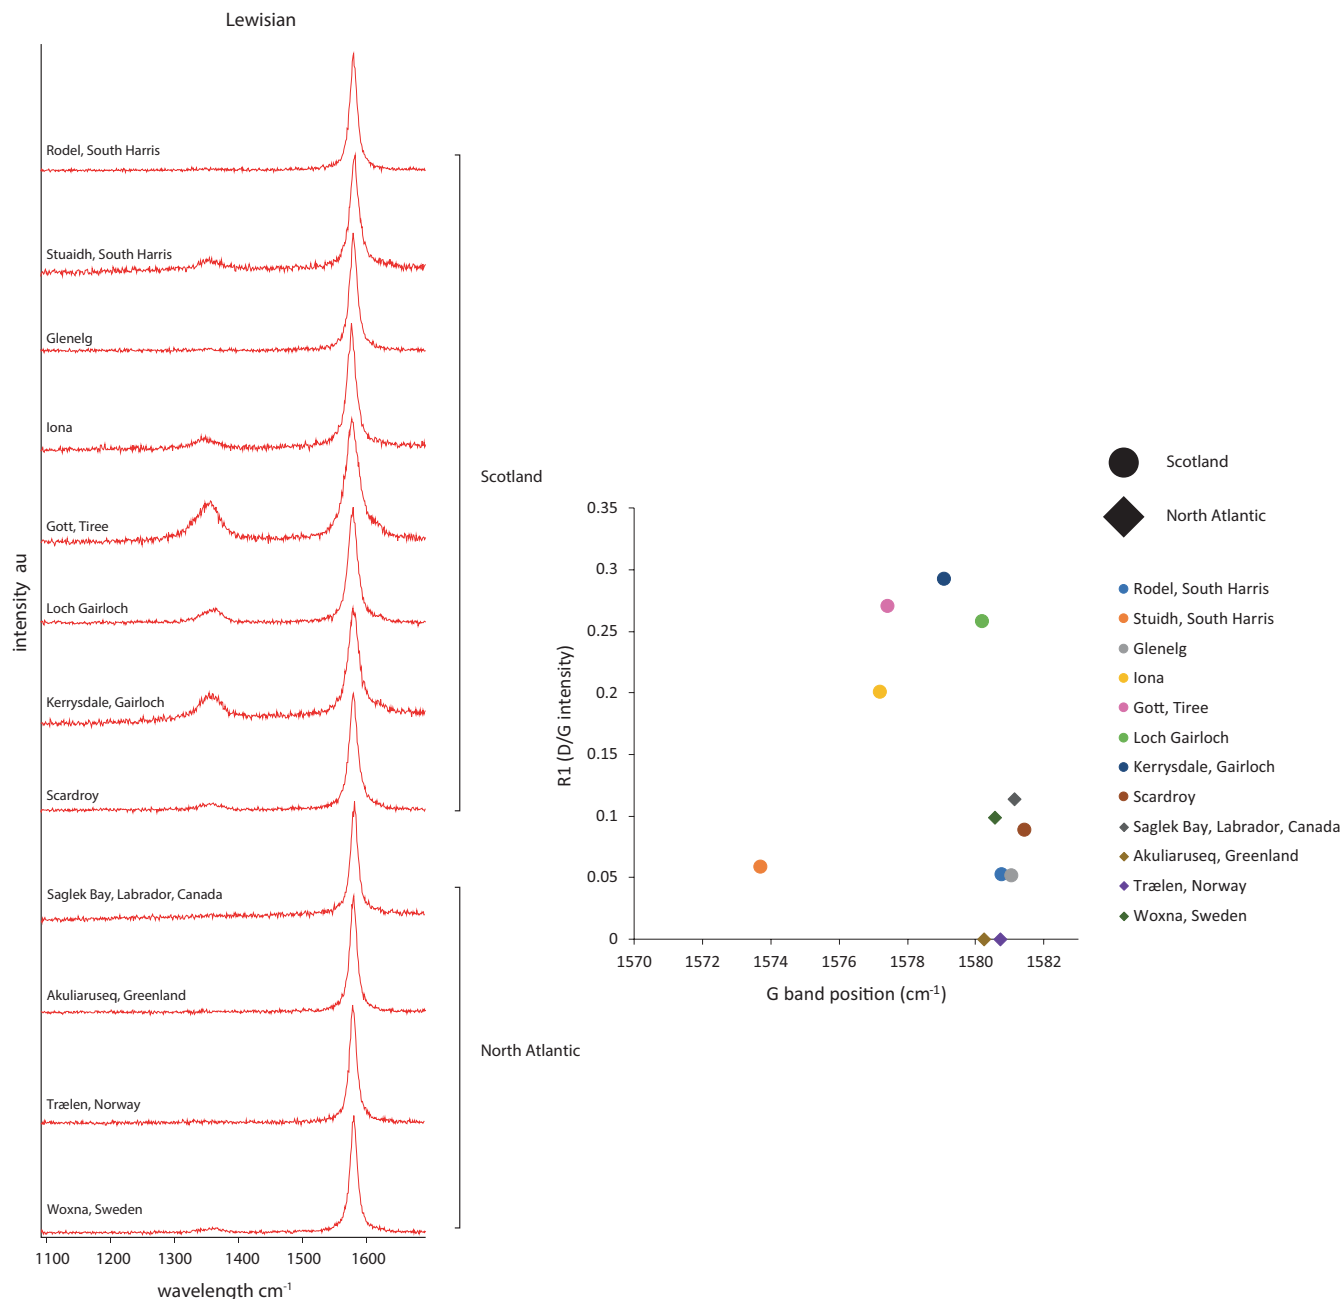 Lewisian
intensity au
Rodel, South Harris
Stuaidh, South Harris
Glenelg
Iona
Gott, Tiree
Loch Gairloch
Kerrysdale, Gairloch
Scardroy
Saglek Bay, Labrador, Canada
Akuliaruseq, Greenland
Trælen, Norway
Woxna, Sweden
Scotland
North Atlantic
1100 1200 1300 1400 1500 1600
wavelength cm⁻¹
R1 (D/G intensity)
0.35
0.3
0.25
0.2
0.15
0.1
0.05
0
1570 1572 1574 1576 1578 1580 1582
G band position (cm⁻¹)
Scotland
North Atlantic
Rodel, South Harris
Stuidh, South Harris
Glenelg
Iona
Gott, Tiree
Loch Gairloch
Kerrysdale, Gairloch
Scardroy
Saglek Bay, Labrador, Canada
Akuliaruseq, Greenland
Trælen, Norway
Woxna, Sweden